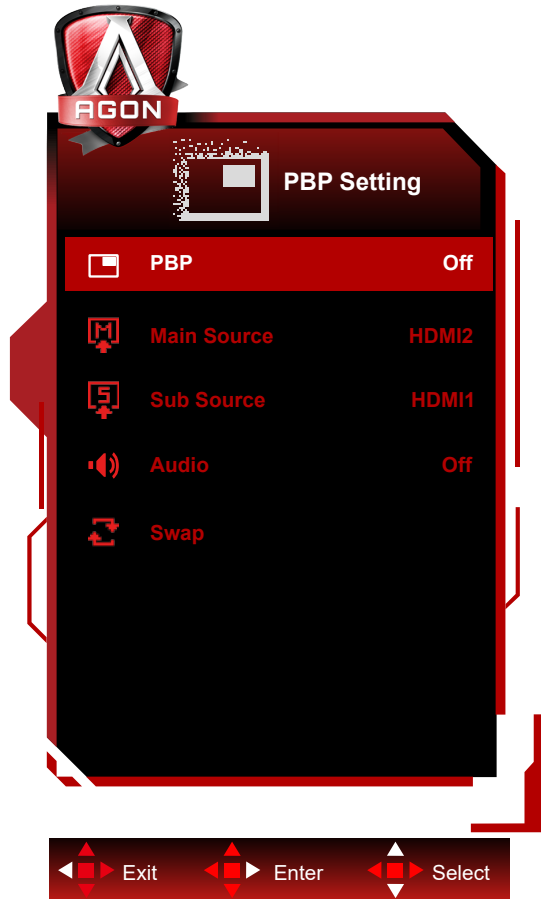 AGON
PBP Setting
PBP Off
Main Source HDMI2
Sub Source HDMI1
Audio Off
Swap
Exit Enter Select